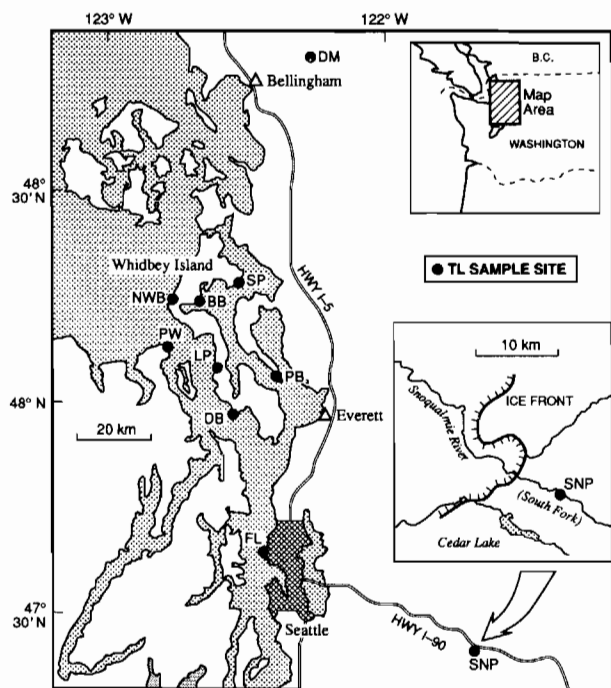 123° W
122° W
DM
Bellingham
B.C.
Map
Area
WASHINGTON
48°
30' N
HWY I-5
Whidbey Island
SP
NWB
BB
TL SAMPLE SITE
PW
LP
PB
10 km
ICE FRONT
Snoqualmie River
48° N
DB
Everett
20 km
SNP
(South Fork)
Cedar Lake
FL
47°
30' N
Seattle
HWY I-90
SNP